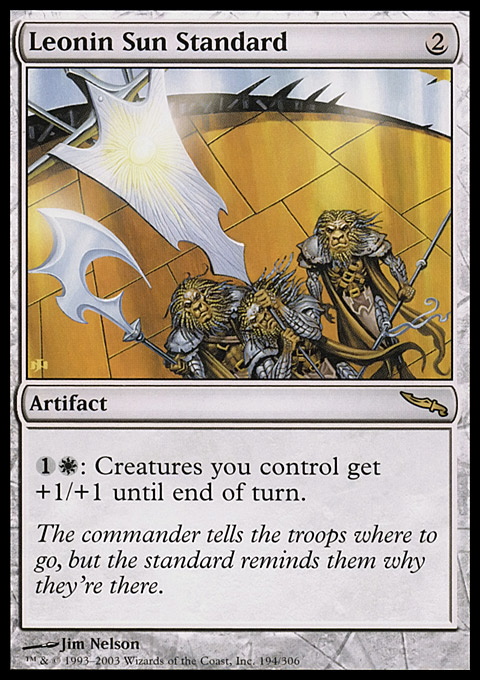 Leonin Sun Standard 2
Artifact
1: Creatures you control get
+1/+1 until end of turn.
The commander tells the troops where to
go, but the standard reminds them why
they're there.
Jim Nelson
™ & © 1993–2003 Wizards of the Coast, Inc. 194/306